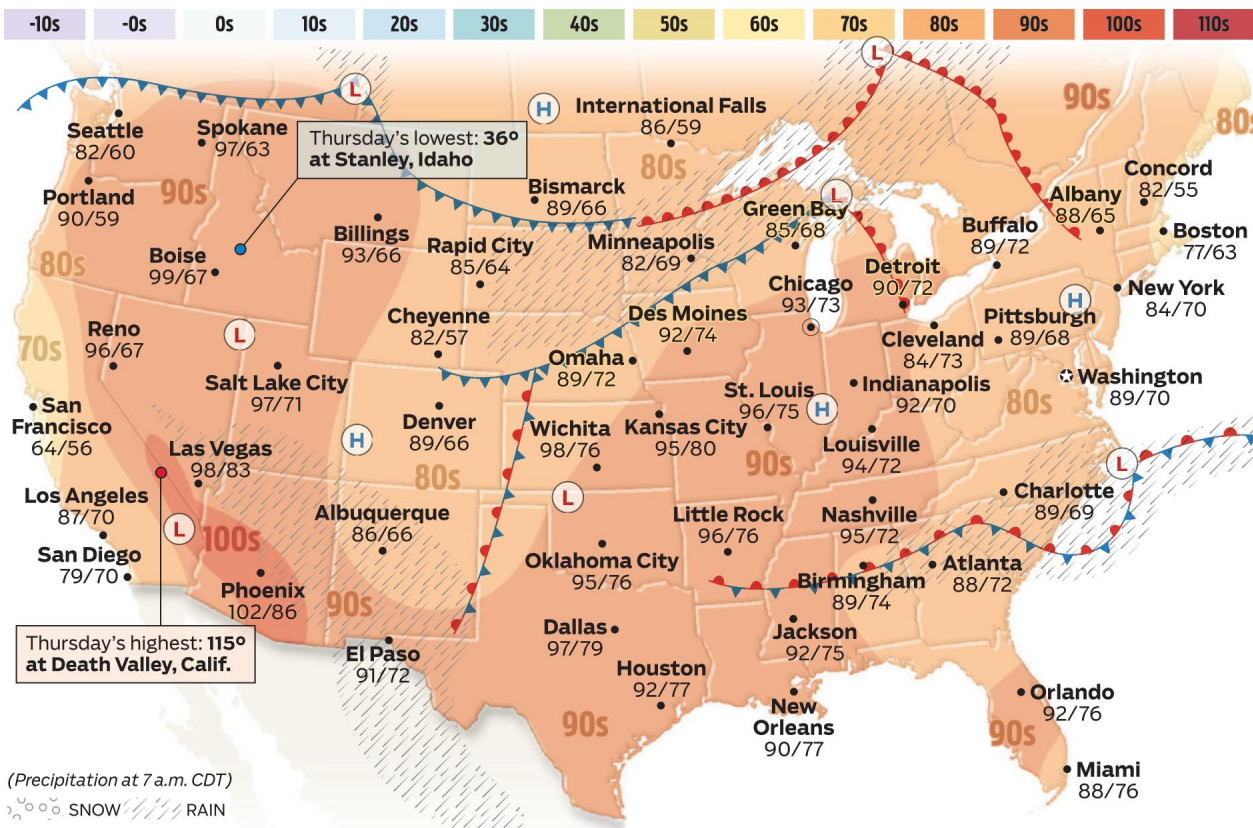 -10s -0s 0s 10s 20s 30s 40s 50s 60s 70s 80s 90s 100s 110s
L
L
H
International Falls
86/59
90s
80s
Seattle
82/60
Spokane
97/63
Thursday's lowest: 36º
at Stanley, Idaho
80s
Portland
90/59
90s
Bismarck
89/66
L
Albany
88/65
Concord
82/55
Boise
99/67
Billings
93/66
Rapid City
85/64
Minneapolis
82/69
Green Bay
85/68
Buffalo
89/72
Boston
77/63
80s
Chicago
93/73
Detroit
90/72
New York
84/70
H
Reno
96/67
L
Cheyenne
82/57
Des Moines
92/74
Cleveland
84/73
Pittsburgh
89/68
70s
Salt Lake City
97/71
Omaha
89/72
Indianapolis
92/70
Washington
89/70
San
Francisco
64/56
Denver
89/66
Wichita
98/76
Kansas City
95/80
St. Louis
96/75
H
80s
H
Las Vegas
98/83
80s
Louisville
94/72
90s
L
Los Angeles
87/70
L
100s
Albuquerque
86/66
L
Little Rock
96/76
Nashville
95/72
Charlotte
89/69
San Diego
79/70
Phoenix
102/86
90s
Oklahoma City
95/76
Birmingham
89/74
Atlanta
88/72
Thursday's highest: 115º
at Death Valley, Calif.
El Paso
91/72
Dallas
97/79
Jackson
92/75
Houston
92/77
90s
New
Orleans
90/77
Orlando
92/76
90s
Miami
88/76
(Precipitation at 7 a.m. CDT)
SNOW RAIN